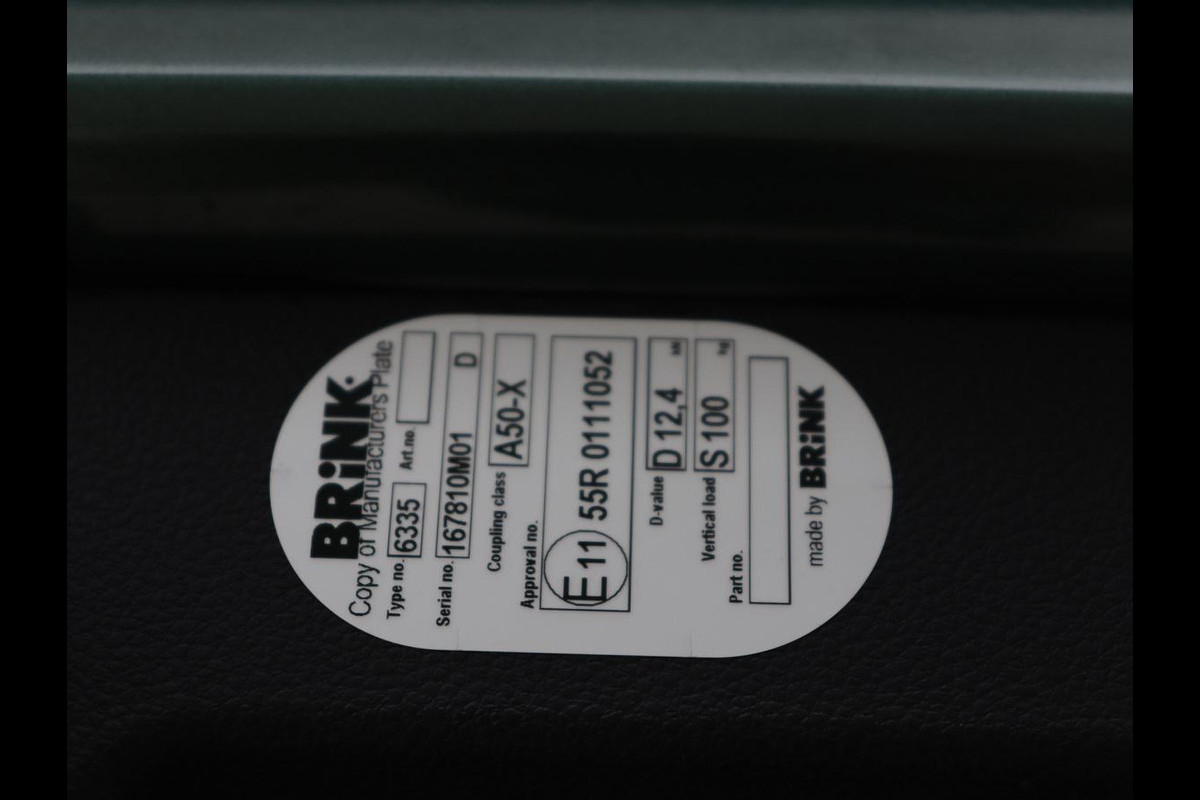 BRiNK
Copy of Manufacturers Plate
Type no. 6335 Art.no.
Serial no. 167810M01 D
Coupling class A50-X
Approval no.
E11 55R 0111052
D-value D 12,4 kN
Vertical load S 100 kg
Part no.
made by BRiNK